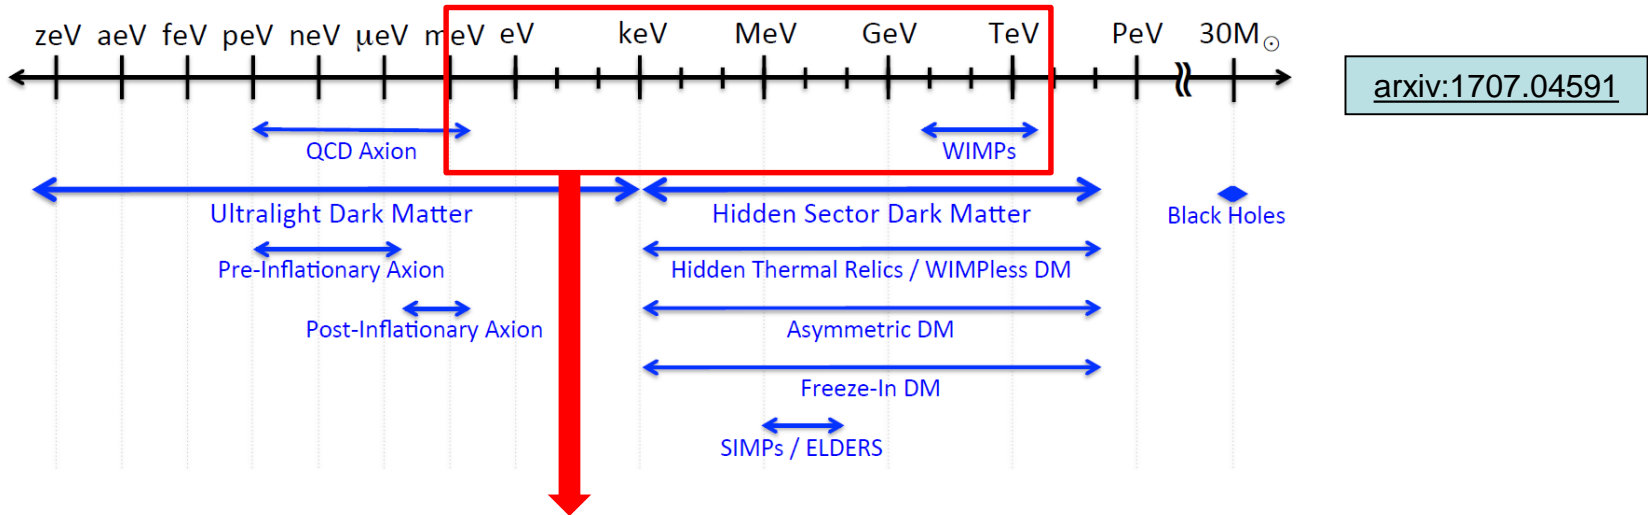 zeV aeV feV peV neV μeV meV eV keV MeV GeV TeV PeV 30M☉
arxiv:1707.04591
QCD Axion WIMPs
Ultralight Dark Matter Hidden Sector Dark Matter Black Holes
Pre-Inflationary Axion Hidden Thermal Relics / WIMPless DM
Post-Inflationary Axion Asymmetric DM
Freeze-In DM
SIMPs / ELDERS